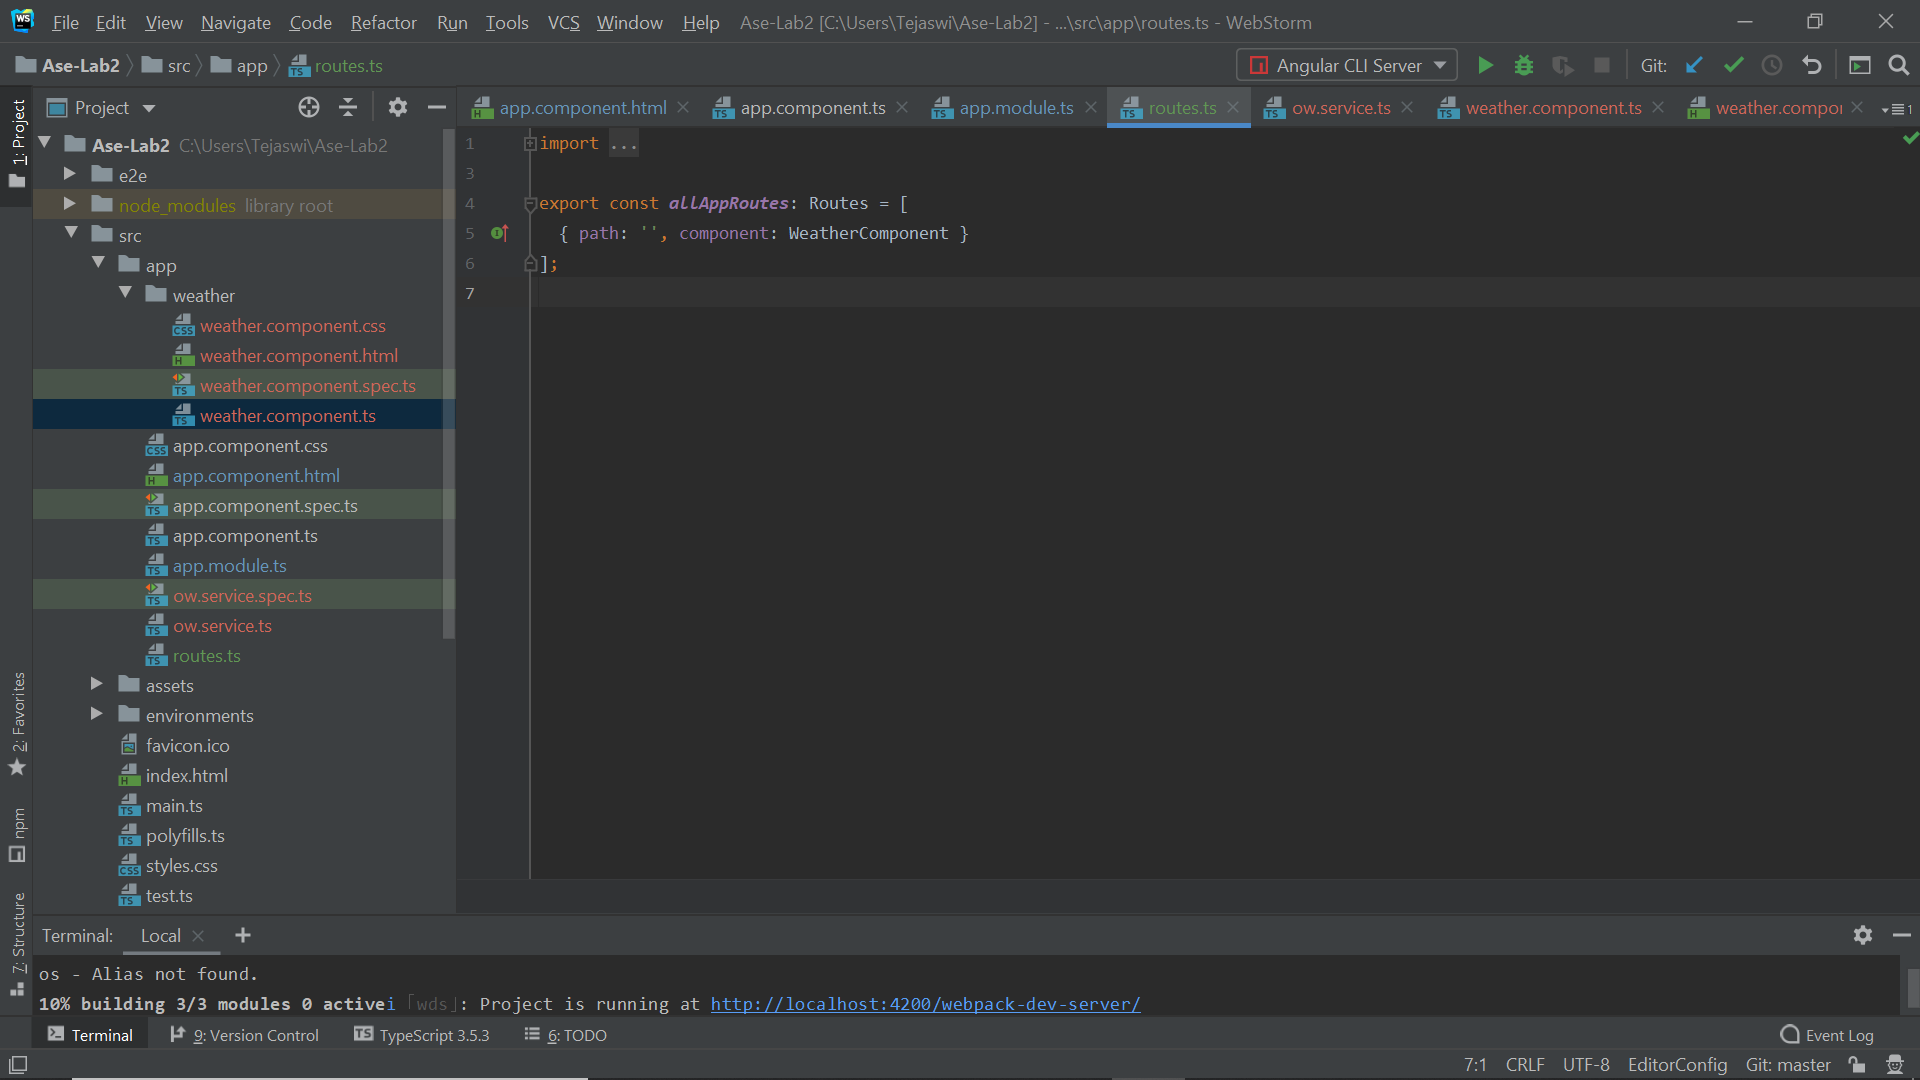 WS File Edit View Navigate Code Refactor Run Tools VCS Window Help Ase-Lab2 [C:\Users\Tejaswi\Ase-Lab2] - ...\src\app\routes.ts - WebStorm
Ase-Lab2 src app routes.ts Angular CLI Server Git:
1: Project
Project
app.component.html app.component.ts app.module.ts routes.ts ow.service.ts weather.component.ts weather.compo 1
Ase-Lab2 C:\Users\Tejaswi\Ase-Lab2
e2e
node_modules library root
src
app
weather
weather.component.css
weather.component.html
weather.component.spec.ts
weather.component.ts
app.component.css
app.component.html
app.component.spec.ts
app.component.ts
app.module.ts
ow.service.spec.ts
ow.service.ts
routes.ts
assets
environments
favicon.ico
index.html
main.ts
polyfills.ts
styles.css
test.ts
1 import ...
3
4 export const allAppRoutes: Routes = [
5 { path: '', component: WeatherComponent }
6 ];
7
2: Favorites
npm
7: Structure
Terminal: Local
os - Alias not found.
10% building 3/3 modules 0 activei ｢wds｣: Project is running at http://localhost:4200/webpack-dev-server/
Terminal 9: Version Control TypeScript 3.5.3 6: TODO Event Log
7:1 CRLF UTF-8 EditorConfig Git: master